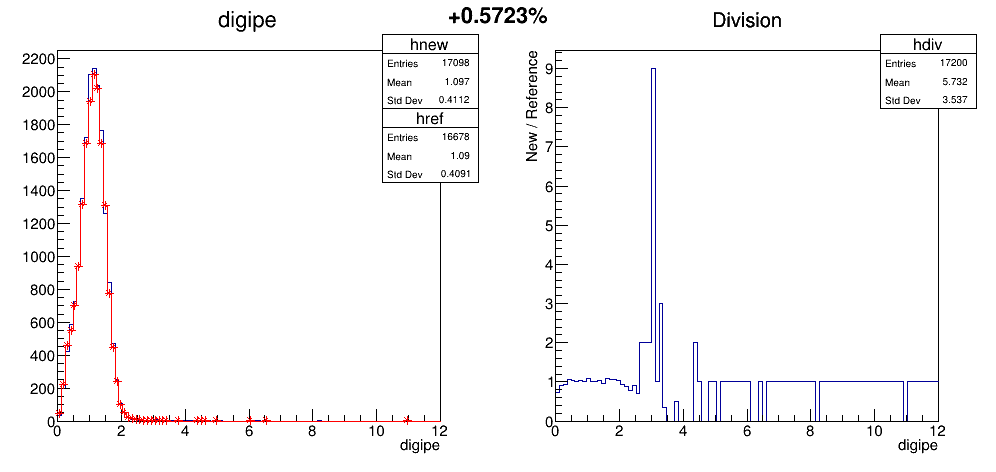 +0.5723%
digipe
hnew
Entries 17098
Mean 1.097
Std Dev 0.4112
href
Entries 16678
Mean 1.09
Std Dev 0.4091
2200
2000
1800
1600
1400
1200
1000
800
600
400
200
0
0 2 4 6 8 10 12
digipe
Division
hdiv
Entries 17200
Mean 5.732
Std Dev 3.537
New / Reference
9
8
7
6
5
4
3
2
1
0
0 2 4 6 8 10 12
digipe